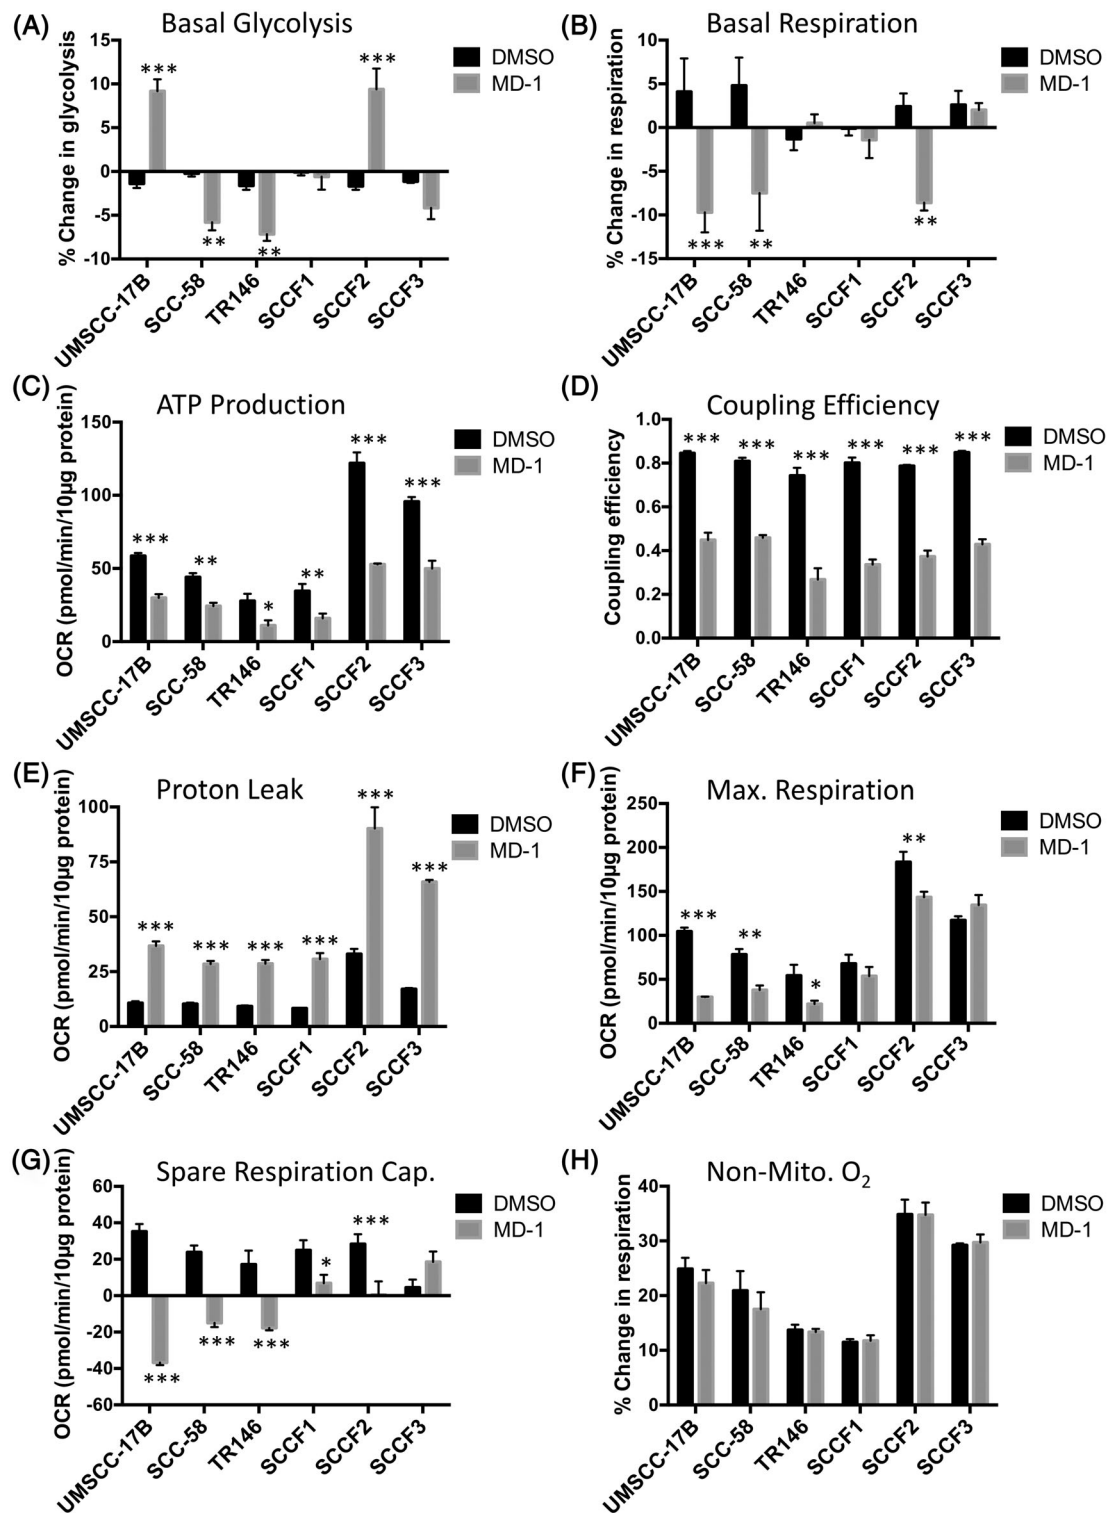 (A) Basal Glycolysis
% Change in glycolysis
15
10
5
0
-5
-10
*** ** ** ***
DMSO
MD-1
UMSCC-17B SCC-58 TR146 SCCF1 SCCF2 SCCF3
(B) Basal Respiration
% Change in respiration
10
5
0
-5
-10
-15
*** ** **
DMSO
MD-1
UMSCC-17B SCC-58 TR146 SCCF1 SCCF2 SCCF3
(C) ATP Production
OCR (pmol/min/10µg protein)
150
100
50
0
*** ** * ** *** ***
DMSO
MD-1
UMSCC-17B SCC-58 TR146 SCCF1 SCCF2 SCCF3
(D) Coupling Efficiency
Coupling efficiency
1.0
0.8
0.6
0.4
0.2
0.0
*** *** *** *** *** ***
DMSO
MD-1
UMSCC-17B SCC-58 TR146 SCCF1 SCCF2 SCCF3
(E) Proton Leak
OCR (pmol/min/10µg protein)
100
75
50
25
0
*** *** *** *** *** ***
DMSO
MD-1
UMSCC-17B SCC-58 TR146 SCCF1 SCCF2 SCCF3
(F) Max. Respiration
OCR (pmol/min/10µg protein)
250
200
150
100
50
0
*** ** * **
DMSO
MD-1
UMSCC-17B SCC-58 TR146 SCCF1 SCCF2 SCCF3
(G) Spare Respiration Cap.
OCR (pmol/min/10µg protein)
60
40
20
0
-20
-40
-60
*** *** *** * ***
DMSO
MD-1
UMSCC-17B SCC-58 TR146 SCCF1 SCCF2 SCCF3
(H) Non-Mito. O₂
% Change in respiration
40
30
20
10
0
DMSO
MD-1
UMSCC-17B SCC-58 TR146 SCCF1 SCCF2 SCCF3